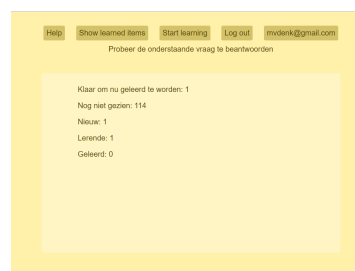 Help Show learned items Start learning Log out mvdenk@gmail.com
Probeer de onderstaande vraag te beantwoorden
Klaar om nu geleerd te worden: 1
Nog niet gezien: 114
Nieuw: 1
Lerende: 1
Geleerd: 0